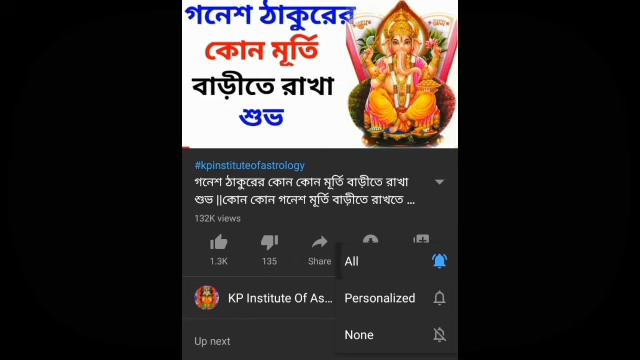 গনেশ ঠাকুরের
কোন মূর্তি
বাড়ীতে রাখা
শুভ
#kpinstituteofastrology
গনেশ ঠাকুরের কোন কোন মূর্তি বাড়ীতে রাখা
শুভ ||কোন কোন গনেশ মূর্তি বাড়ীতে রাখতে ...
132K views
1.3K 135 Share
All
KP Institute Of As...
Personalized
Up next
None